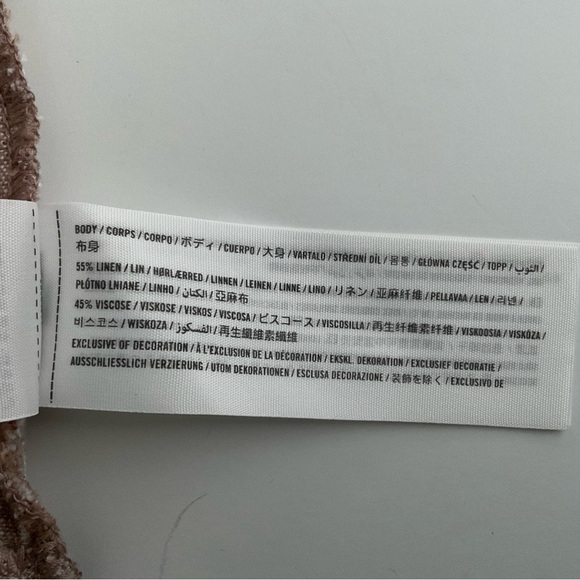 BODY / CORPS / CORPO / ボディ / CUERPO / 大身 / VARTALO / STŘEDNÍ DÍL / 몸통 / GŁÓWNA CZĘŚĆ / TOPP / الثوب /
布身
55% LINEN / LIN / HØRLÆRRED / LINNEN / LEINEN / LINNE / LINO / リネン / 亚麻纤维 / PELLAVAA / LEN / 리넨 /
PŁÓTNO LNIANE / LINHO / الكتان / 亞麻布
45% VISCOSE / VISKOSE / VISKOS / VISCOSA / ビスコース / VISCOSILLA / 再生纤维素纤维 / VISKOOSIA / VISKÓZA /
비스코스 / WISKOZA / الفسكوز / 再生纖維素纖維
EXCLUSIVE OF DECORATION / À L'EXCLUSION DE LA DÉCORATION / EKSKL. DEKORATION / EXCLUSIEF DECORATIE /
AUSSCHLIESSLICH VERZIERUNG / UTOM DEKORATIONEN / ESCLUSA DECORAZIONE / 装飾を除く / EXCLUSIVO DE